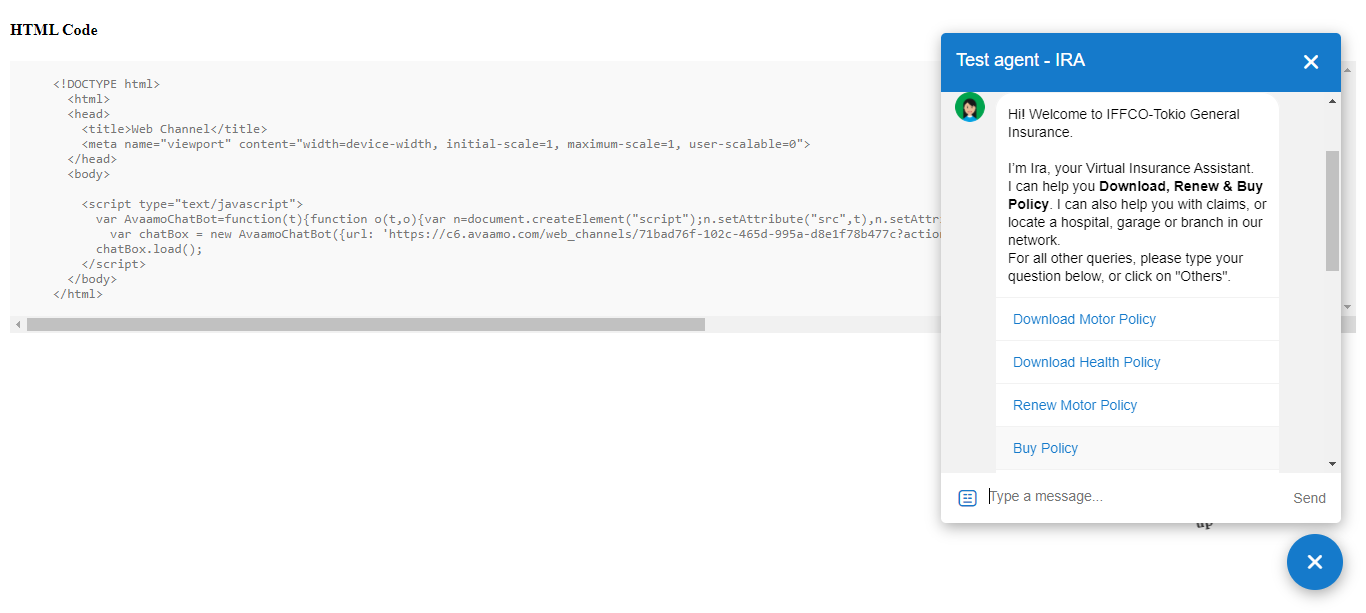 HTML Code
<!DOCTYPE html>
<html>
<head>
<title>Web Channel</title>
<meta name="viewport" content="width=device-width, initial-scale=1, maximum-scale=1, user-scalable=0">
</head>
<body>
<script type="text/javascript">
var AvaamoChatBot=function(t){function o(t,o){var n=document.createElement("script");n.setAttribute("src",t),n.setAttri
var chatBox = new AvaamoChatBot({url: 'https://c6.avaamo.com/web_channels/71bad76f-102c-465d-995a-d8e1f78b477c?action
chatBox.load();
</script>
</body>
</html>
Test agent - IRA
Hi! Welcome to IFFCO-Tokio General
Insurance.
I'm Ira, your Virtual Insurance Assistant.
I can help you Download, Renew & Buy
Policy. I can also help you with claims, or
locate a hospital, garage or branch in our
network.
For all other queries, please type your
question below, or click on "Others".
Download Motor Policy
Download Health Policy
Renew Motor Policy
Buy Policy
Type a message...
Send
up